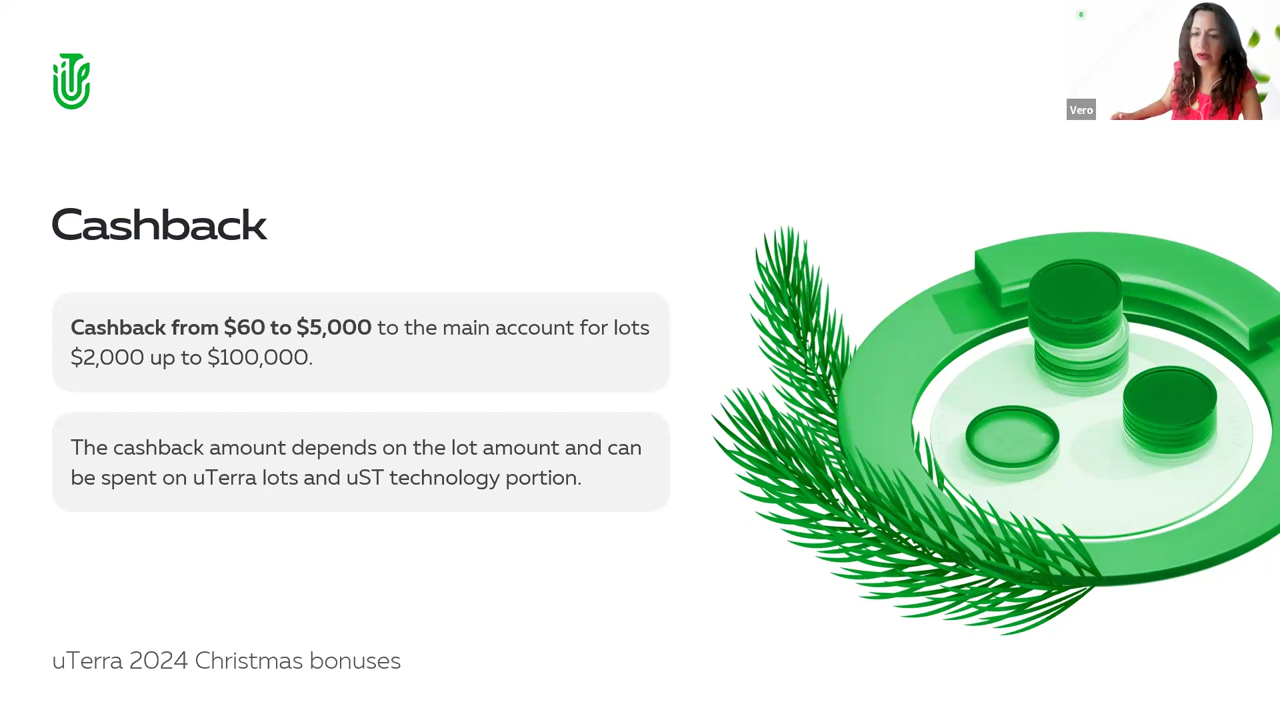 Vero
Cashback
Cashback from $60 to $5,000 to the main account for lots
$2,000 up to $100,000.
The cashback amount depends on the lot amount and can
be spent on uTerra lots and uST technology portion.
uTerra 2024 Christmas bonuses